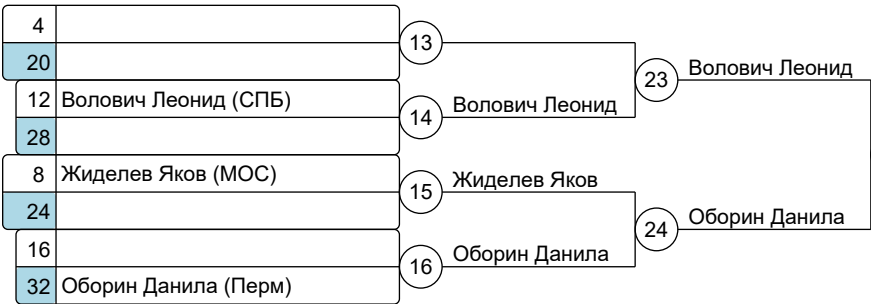 4
13
20
23 Волович Леонид
12 Волович Леонид (СПБ)
14 Волович Леонид
28
8 Жиделев Яков (МОС)
15 Жиделев Яков
24
24 Оборин Данила
16
16 Оборин Данила
32 Оборин Данила (Перм)